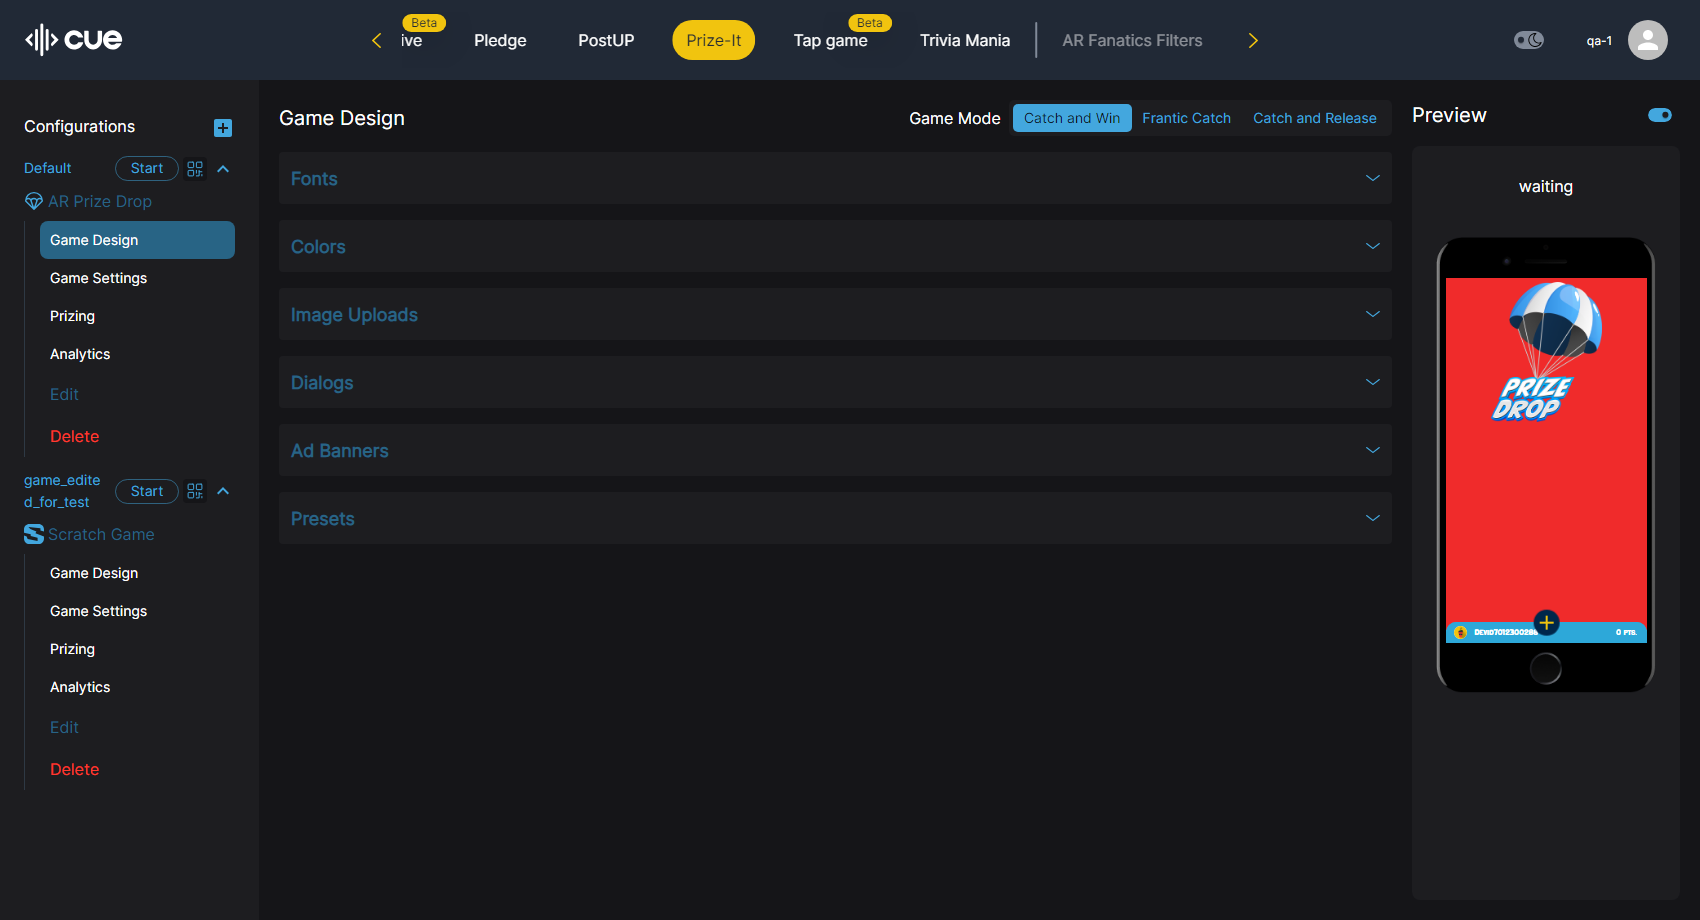 cue
Beta
ive
Pledge
PostUP
Prize-It
Beta
Tap game
Trivia Mania
AR Fanatics Filters
qa-1
Configurations
Default
Start
AR Prize Drop
Game Design
Game Settings
Prizing
Analytics
Edit
Delete
game_edite
d_for_test
Start
Scratch Game
Game Design
Game Settings
Prizing
Analytics
Edit
Delete
Game Design
Game Mode
Catch and Win
Frantic Catch
Catch and Release
Fonts
Colors
Image Uploads
Dialogs
Ad Banners
Presets
Preview
waiting
PRIZE
DROP
0 PTS.